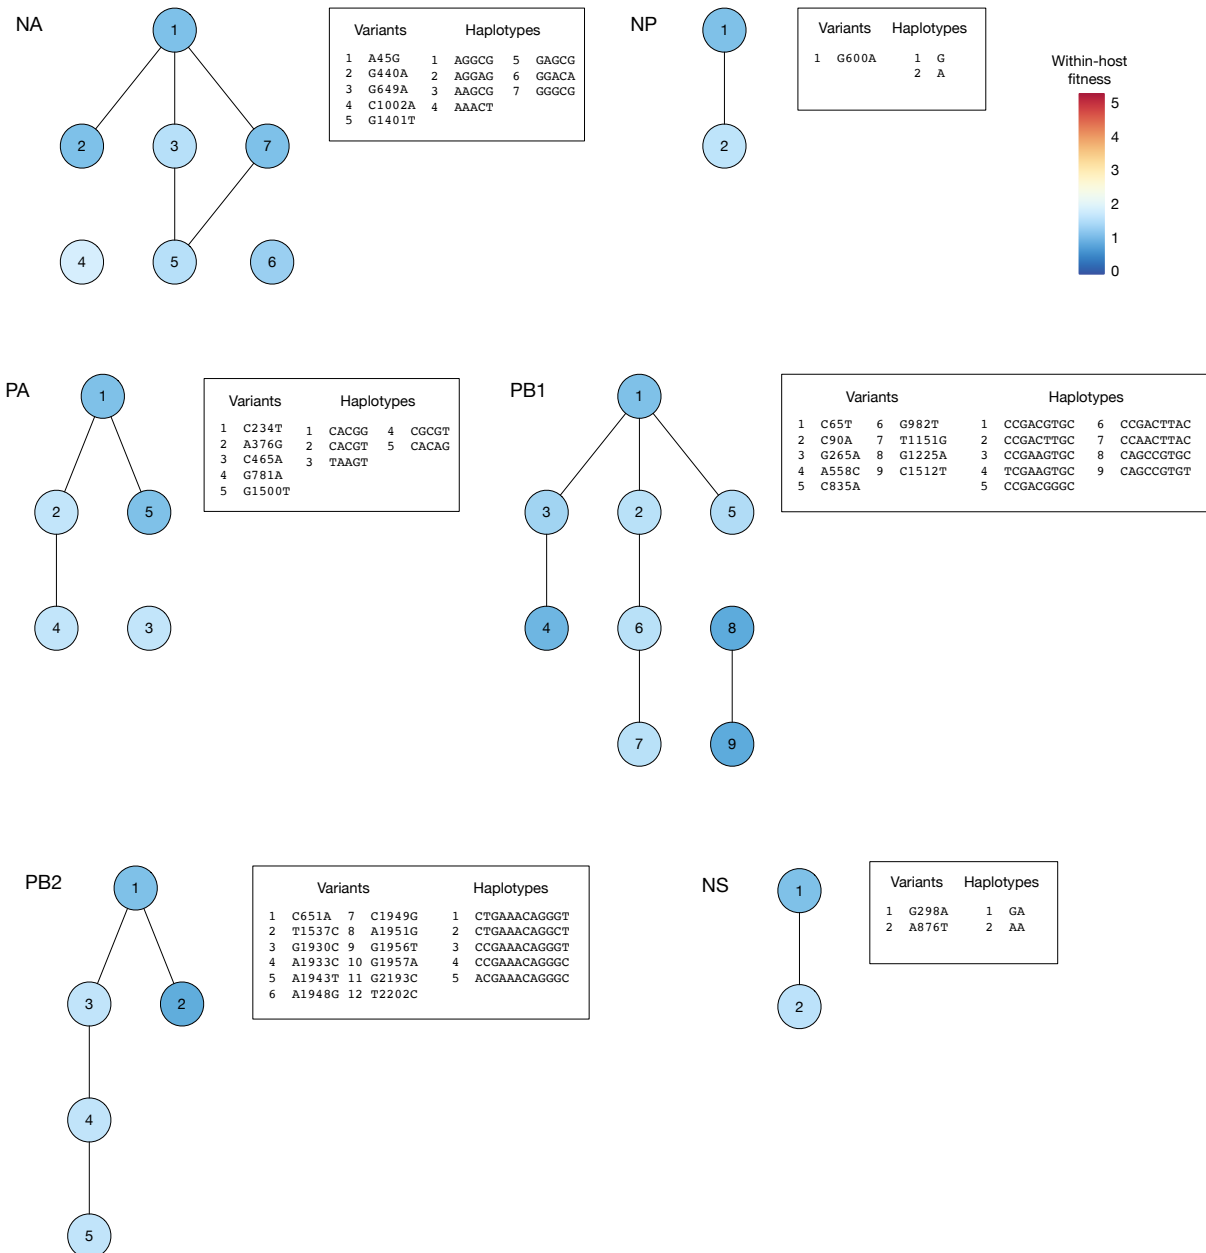 NA
1
2
3
7
4
5
6
Variants Haplotypes
1 A45G 1 AGGCG 5 GAGCG
2 G440A 2 AGGAG 6 GGACA
3 G649A 3 AAGCG 7 GGGCG
4 C1002A 4 AAACT
5 G1401T
NP
1
2
Variants Haplotypes
1 G600A 1 G
2 A
Within-host
fitness
5
4
3
2
1
0
PA
1
2
5
4
3
Variants Haplotypes
1 C234T 1 CACGG 4 CGCGT
2 A376G 2 CACGT 5 CACAG
3 C465A 3 TAAGT
4 G781A
5 G1500T
PB1
1
3
2
5
4
6
8
7
9
Variants Haplotypes
1 C65T 6 G982T 1 CCGACGTGC 6 CCGACTTAC
2 C90A 7 T1151G 2 CCGACTTGC 7 CCAACTTAC
3 G265A 8 G1225A 3 CCGAAGTGC 8 CAGCCGTGC
4 A558C 9 C1512T 4 TCGAAGTGC 9 CAGCCGTGT
5 C835A 5 CCGACGGGC
PB2
1
3
2
4
5
Variants Haplotypes
1 C651A 7 C1949G 1 CTGAAACAGGGT
2 T1537C 8 A1951G 2 CTGAAACAGGCT
3 G1930C 9 G1956T 3 CCGAAACAGGGT
4 A1933C 10 G1957A 4 CCGAAACAGGGC
5 A1943T 11 G2193C 5 ACGAAACAGGGC
6 A1948G 12 T2202C
NS
1
2
Variants Haplotypes
1 G298A 1 GA
2 A876T 2 AA